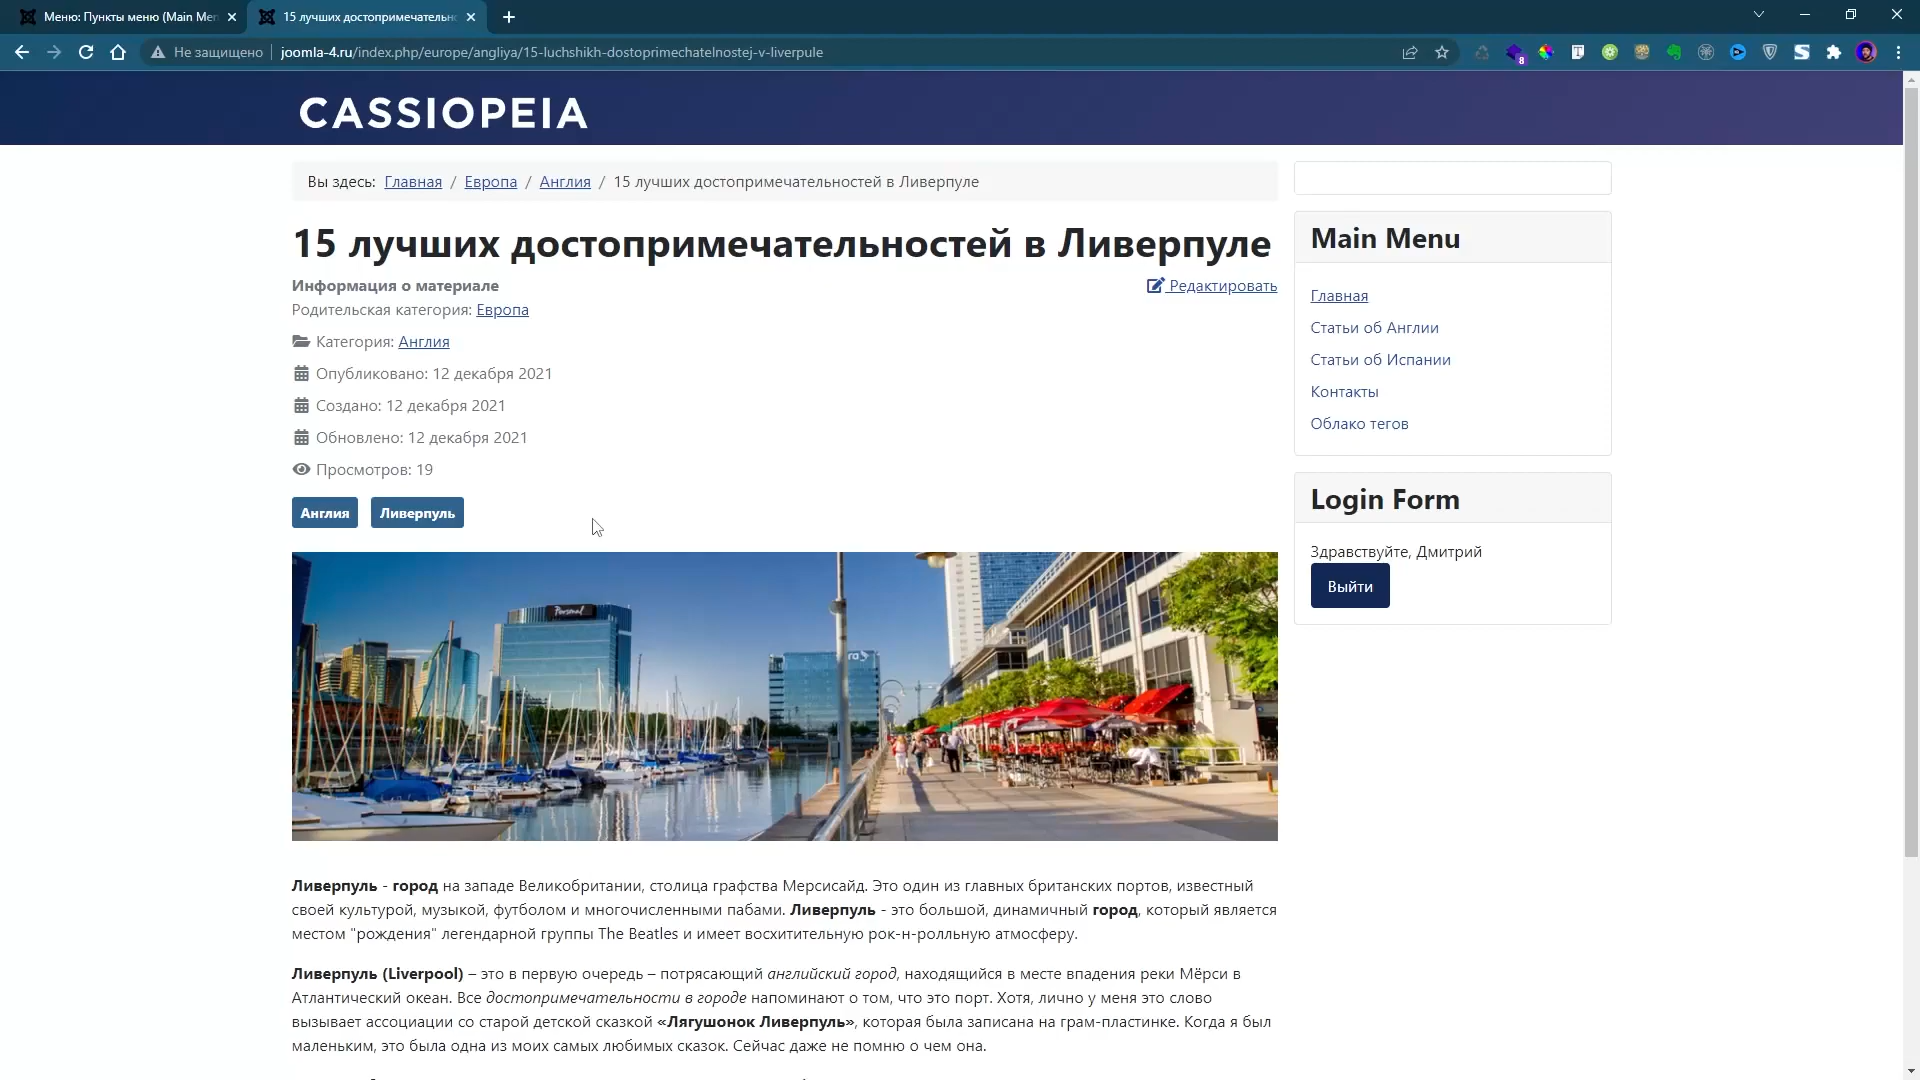 Меню: Пункты меню (Main Men
15 лучших достопримечательн
Не защищено
joomla-4.ru/index.php/europe/angliya/15-luchshikh-dostoprimechatelnostej-v-liverpule
8
CASSIOPEIA
Вы здесь: Главная / Европа / Англия / 15 лучших достопримечательностей в Ливерпуле
15 лучших достопримечательностей в Ливерпуле
Информация о материале
Редактировать
Родительская категория: Европа
Категория: Англия
Опубликовано: 12 декабря 2021
Создано: 12 декабря 2021
Обновлено: 12 декабря 2021
Просмотров: 19
Англия
Ливерпуль
Personal
Ливерпуль - город на западе Великобритании, столица графства Мерсисайд. Это один из главных британских портов, известный
своей культурой, музыкой, футболом и многочисленными пабами. Ливерпуль - это большой, динамичный город, который является
местом "рождения" легендарной группы The Beatles и имеет восхитительную рок-н-ролльную атмосферу.
Ливерпуль (Liverpool) – это в первую очередь – потрясающий английский город, находящийся в месте впадения реки Мёрси в
Атлантический океан. Все достопримечательности в городе напоминают о том, что это порт. Хотя, лично у меня это слово
вызывает ассоциации со старой детской сказкой «Лягушонок Ливерпуль», которая была записана на грам-пластинке. Когда я был
маленьким, это была одна из моих самых любимых сказок. Сейчас даже не помню о чем она.
Main Menu
Главная
Статьи об Англии
Статьи об Испании
Контакты
Облако тегов
Login Form
Здравствуйте, Дмитрий
Выйти